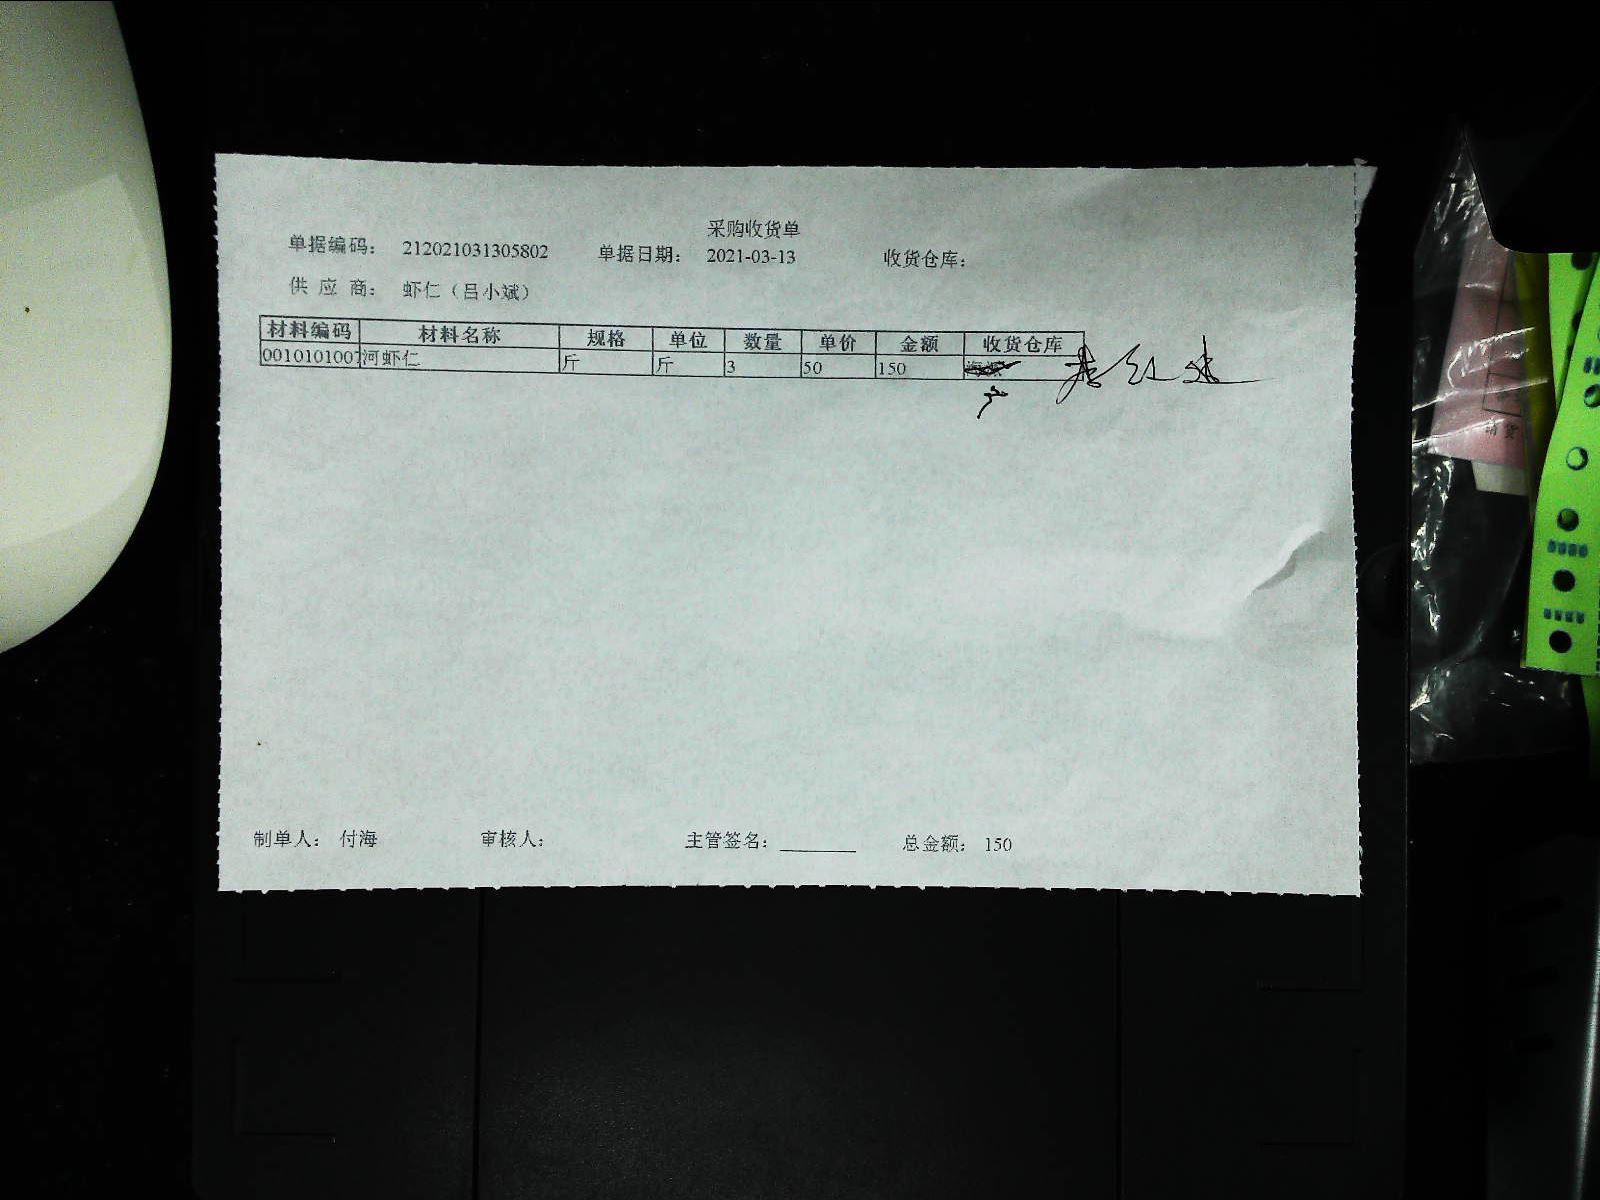 采购收货单
单据编码： 212021031305802 单据日期： 2021-03-13 收货仓库：
供 应 商： 虾仁（吕小斌）
材料编码 材料名称 规格 单位 数量 单价 金额 收货仓库
0010101007 河虾仁 斤 斤 3 50 150
制单人： 付海 审核人： 主管签名： 总金额： 150